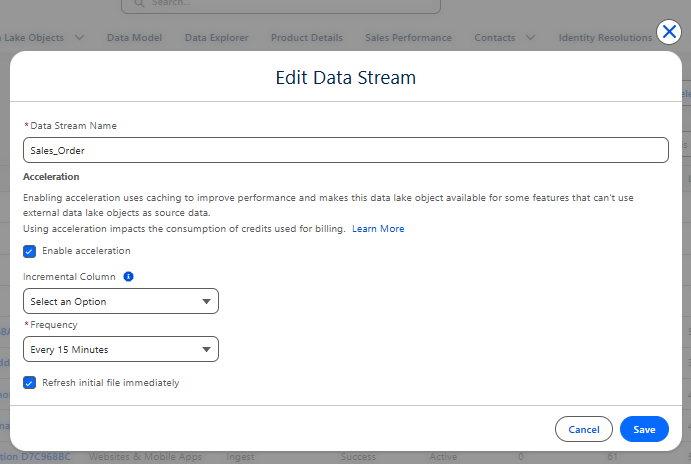 Search...
Lake Objects
Data Model
Data Explorer
Product Details
Sales Performance
Contacts
Identity Resolutions
Edit Data Stream
* Data Stream Name
Sales_Order
Acceleration
Enabling acceleration uses caching to improve performance and makes this data lake object available for some features that can't use
external data lake objects as source data.
Using acceleration impacts the consumption of credits used for billing. Learn More
Enable acceleration
Incremental Column
Select an Option
* Frequency
Every 15 Minutes
Refresh initial file immediately
Cancel
Save
D7C968BC
Websites & Mobile Apps
Ingest
Success
Active
0
61